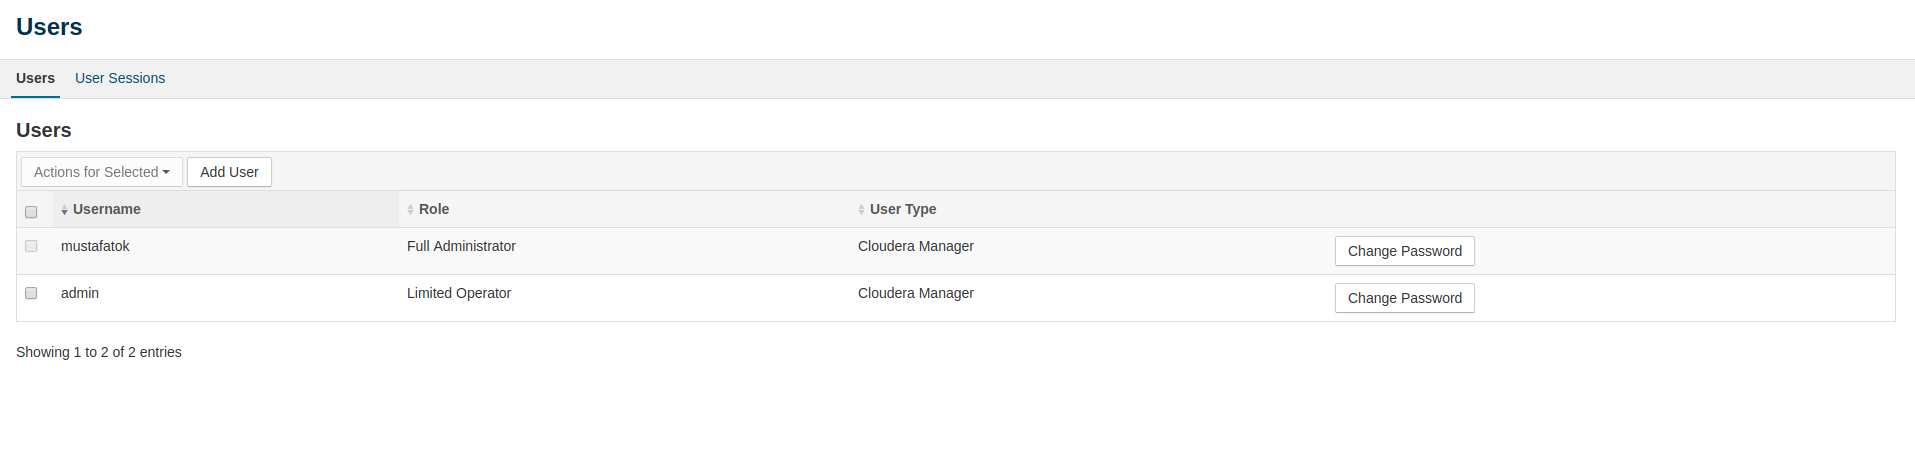 Users
Users User Sessions
Users
Actions for Selected Add User
Username Role User Type
mustafatok Full Administrator Cloudera Manager Change Password
admin Limited Operator Cloudera Manager Change Password
Showing 1 to 2 of 2 entries